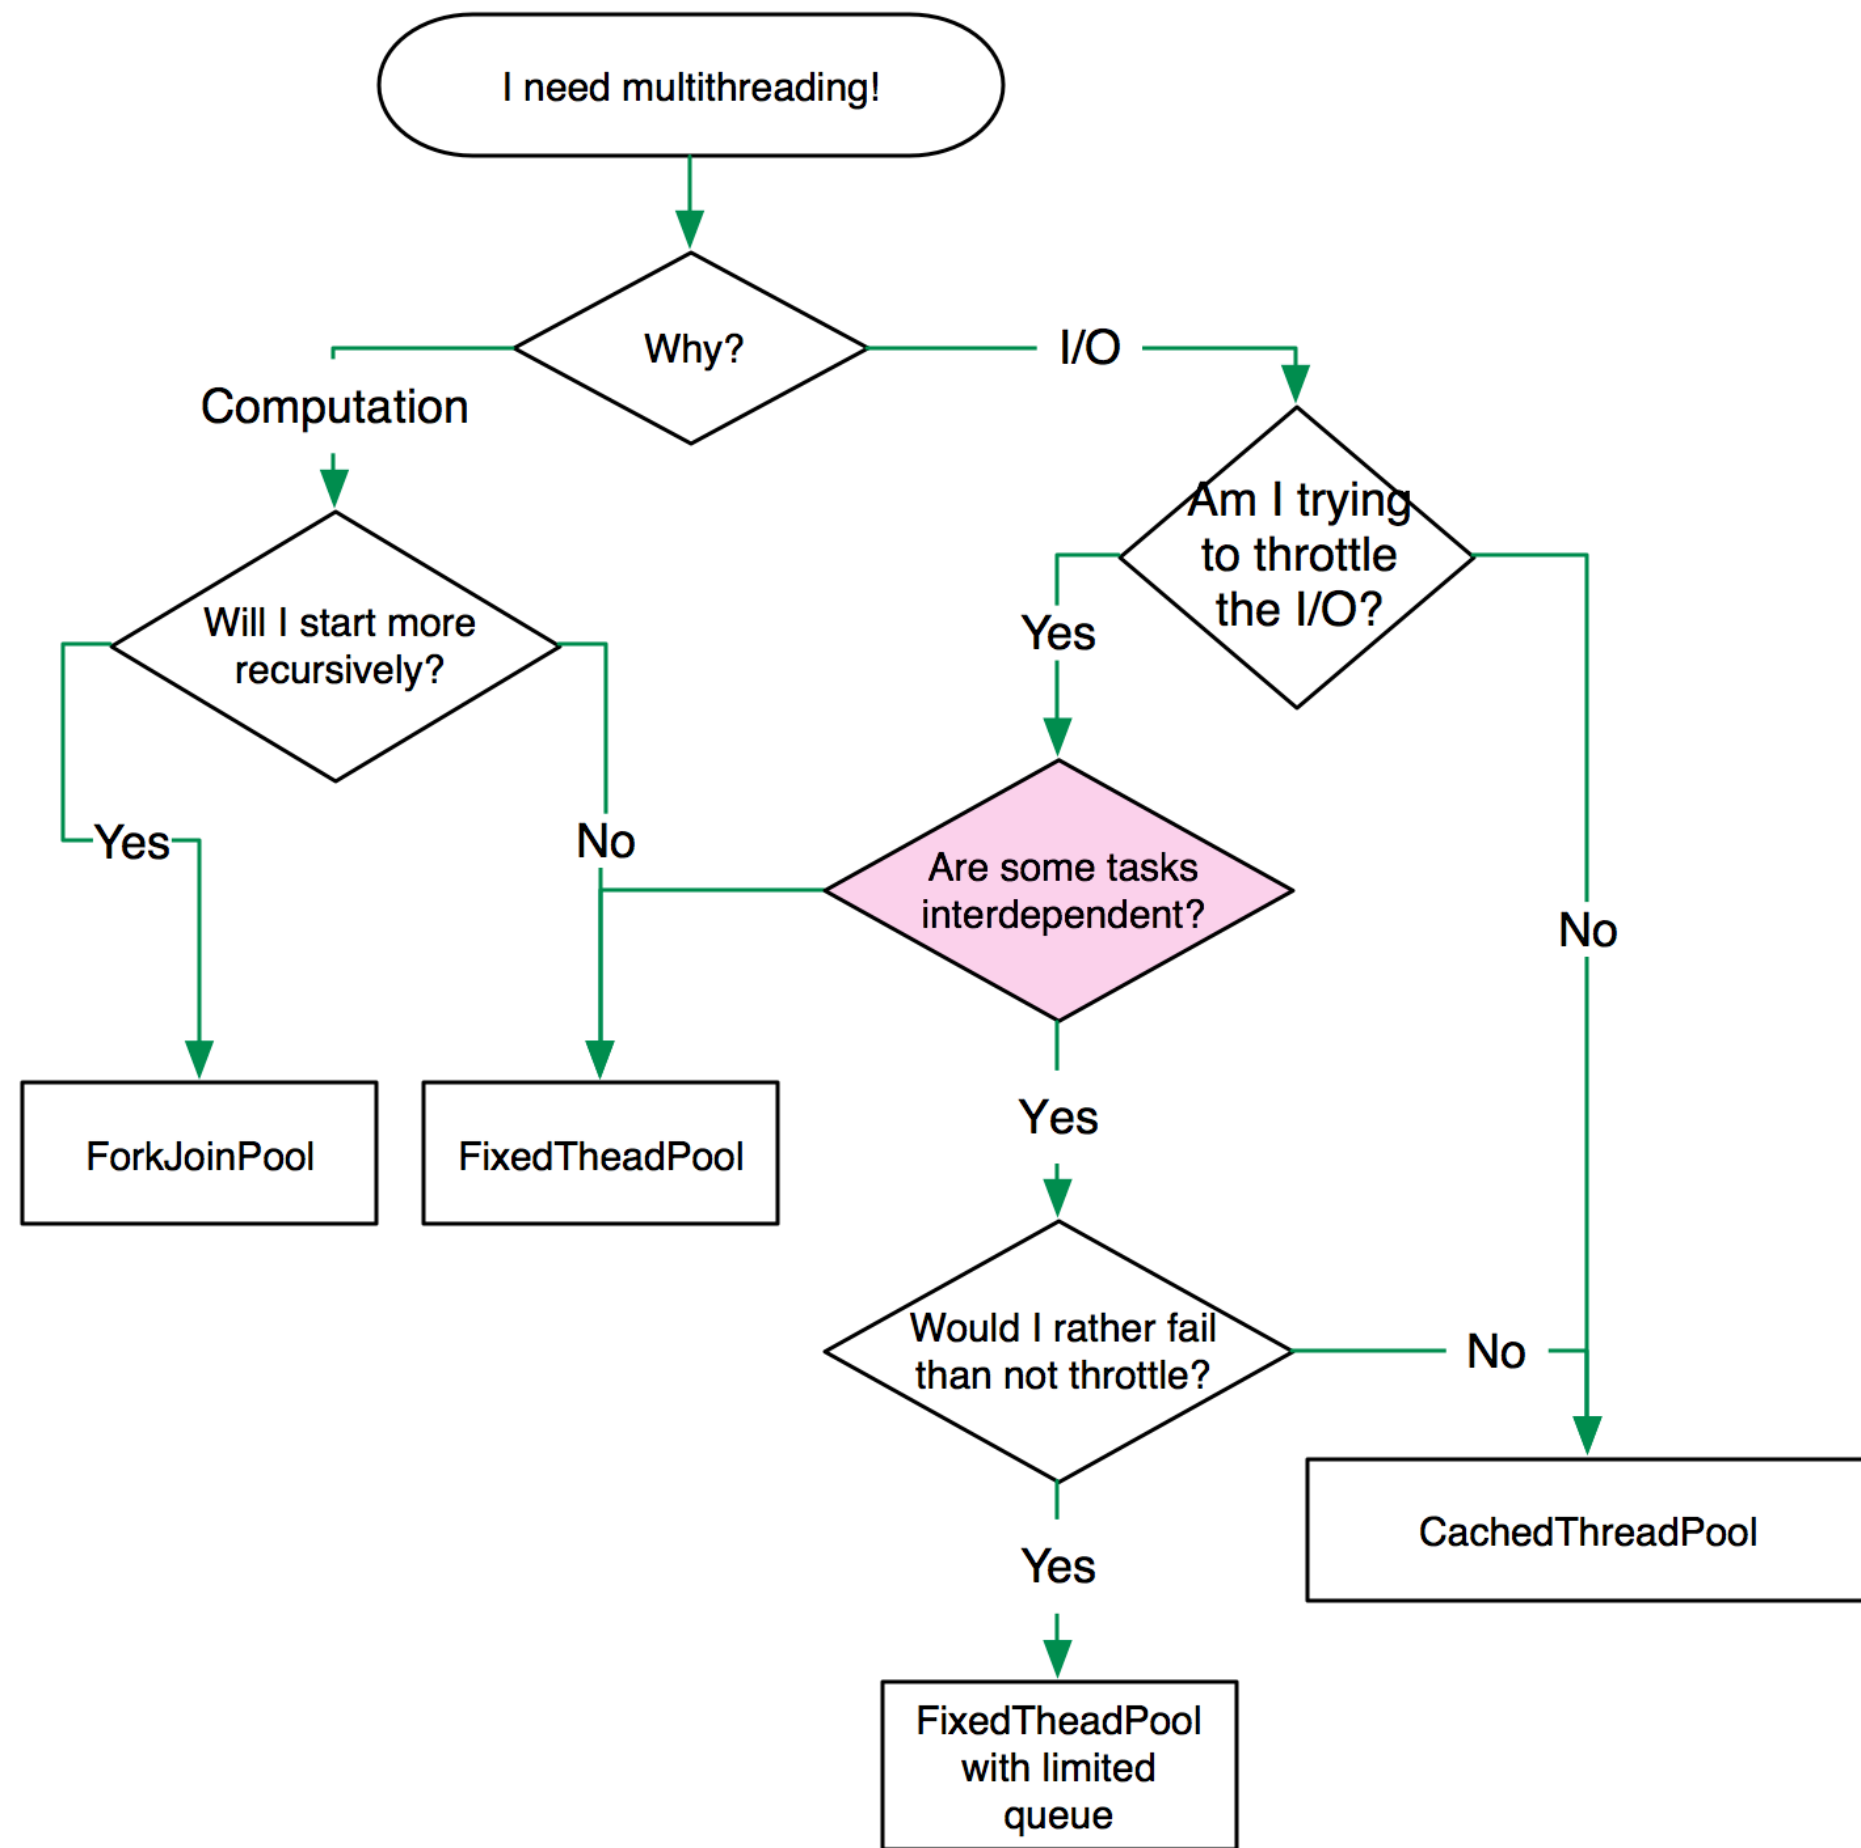 I need multithreading!
Why?
I/O
Computation
Am I trying
to throttle
the I/O?
Will I start more
recursively?
Yes
Yes
No
Are some tasks
interdependent?
No
Yes
ForkJoinPool
FixedTheadPool
Would I rather fail
than not throttle?
No
CachedThreadPool
Yes
FixedTheadPool
with limited
queue